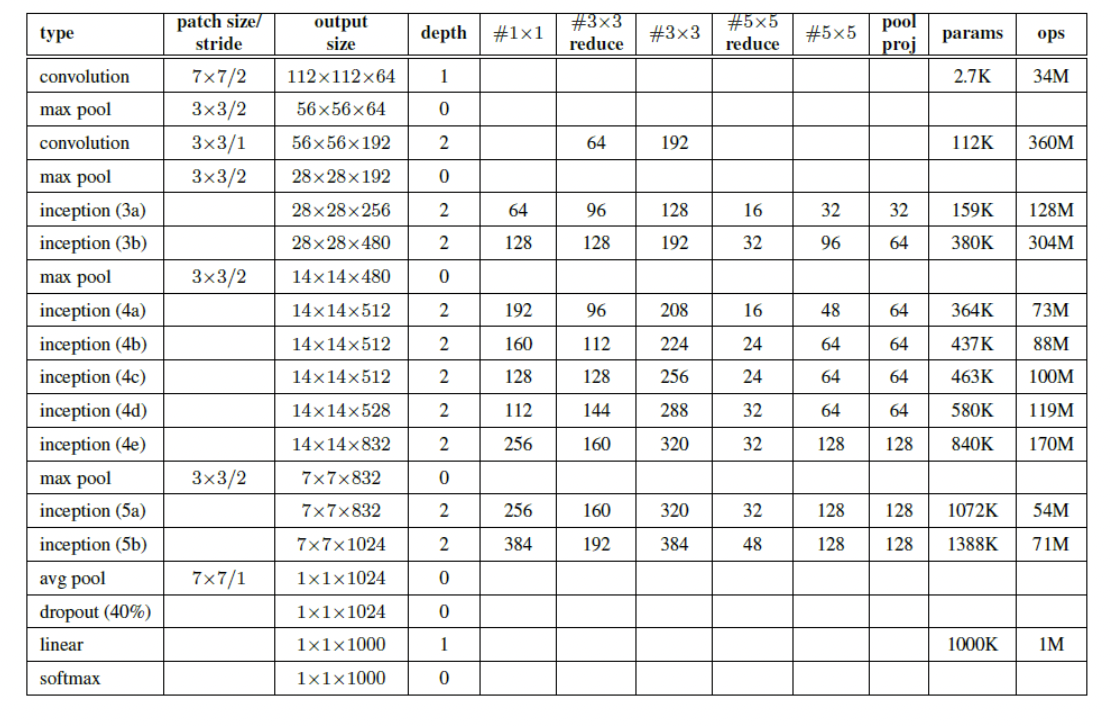 type patch size/stride output size depth #1×1 #3×3 reduce #3×3 #5×5 reduce #5×5 pool proj params ops
convolution 7×7/2 112×112×64 1 2.7K 34M
max pool 3×3/2 56×56×64 0
convolution 3×3/1 56×56×192 2 64 192 112K 360M
max pool 3×3/2 28×28×192 0
inception (3a) 28×28×256 2 64 96 128 16 32 32 159K 128M
inception (3b) 28×28×480 2 128 128 192 32 96 64 380K 304M
max pool 3×3/2 14×14×480 0
inception (4a) 14×14×512 2 192 96 208 16 48 64 364K 73M
inception (4b) 14×14×512 2 160 112 224 24 64 64 437K 88M
inception (4c) 14×14×512 2 128 128 256 24 64 64 463K 100M
inception (4d) 14×14×528 2 112 144 288 32 64 64 580K 119M
inception (4e) 14×14×832 2 256 160 320 32 128 128 840K 170M
max pool 3×3/2 7×7×832 0
inception (5a) 7×7×832 2 256 160 320 32 128 128 1072K 54M
inception (5b) 7×7×1024 2 384 192 384 48 128 128 1388K 71M
avg pool 7×7/1 1×1×1024 0
dropout (40%) 1×1×1024 0
linear 1×1×1000 1 1000K 1M
softmax 1×1×1000 0